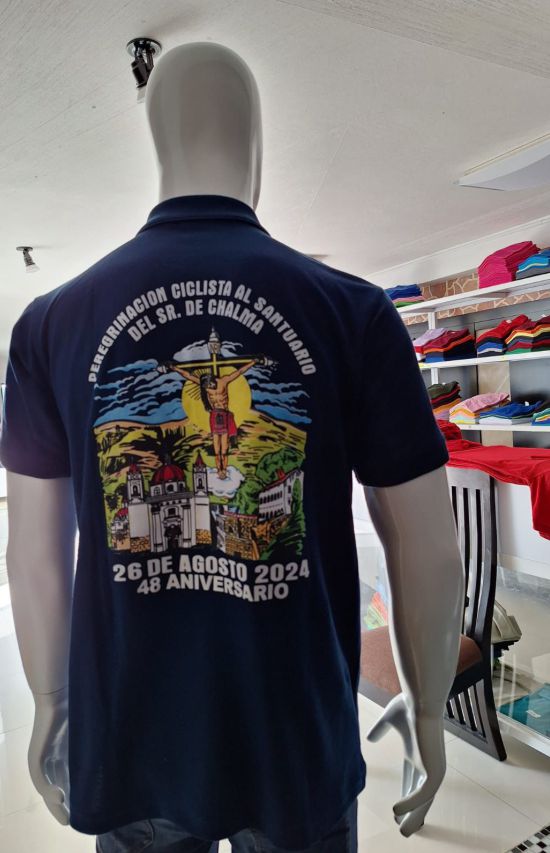 PEREGRINACION CICLISTA AL SANTUARIO
DEL SR. DE CHALMA
26 DE AGOSTO 2024
48 ANIVERSARIO